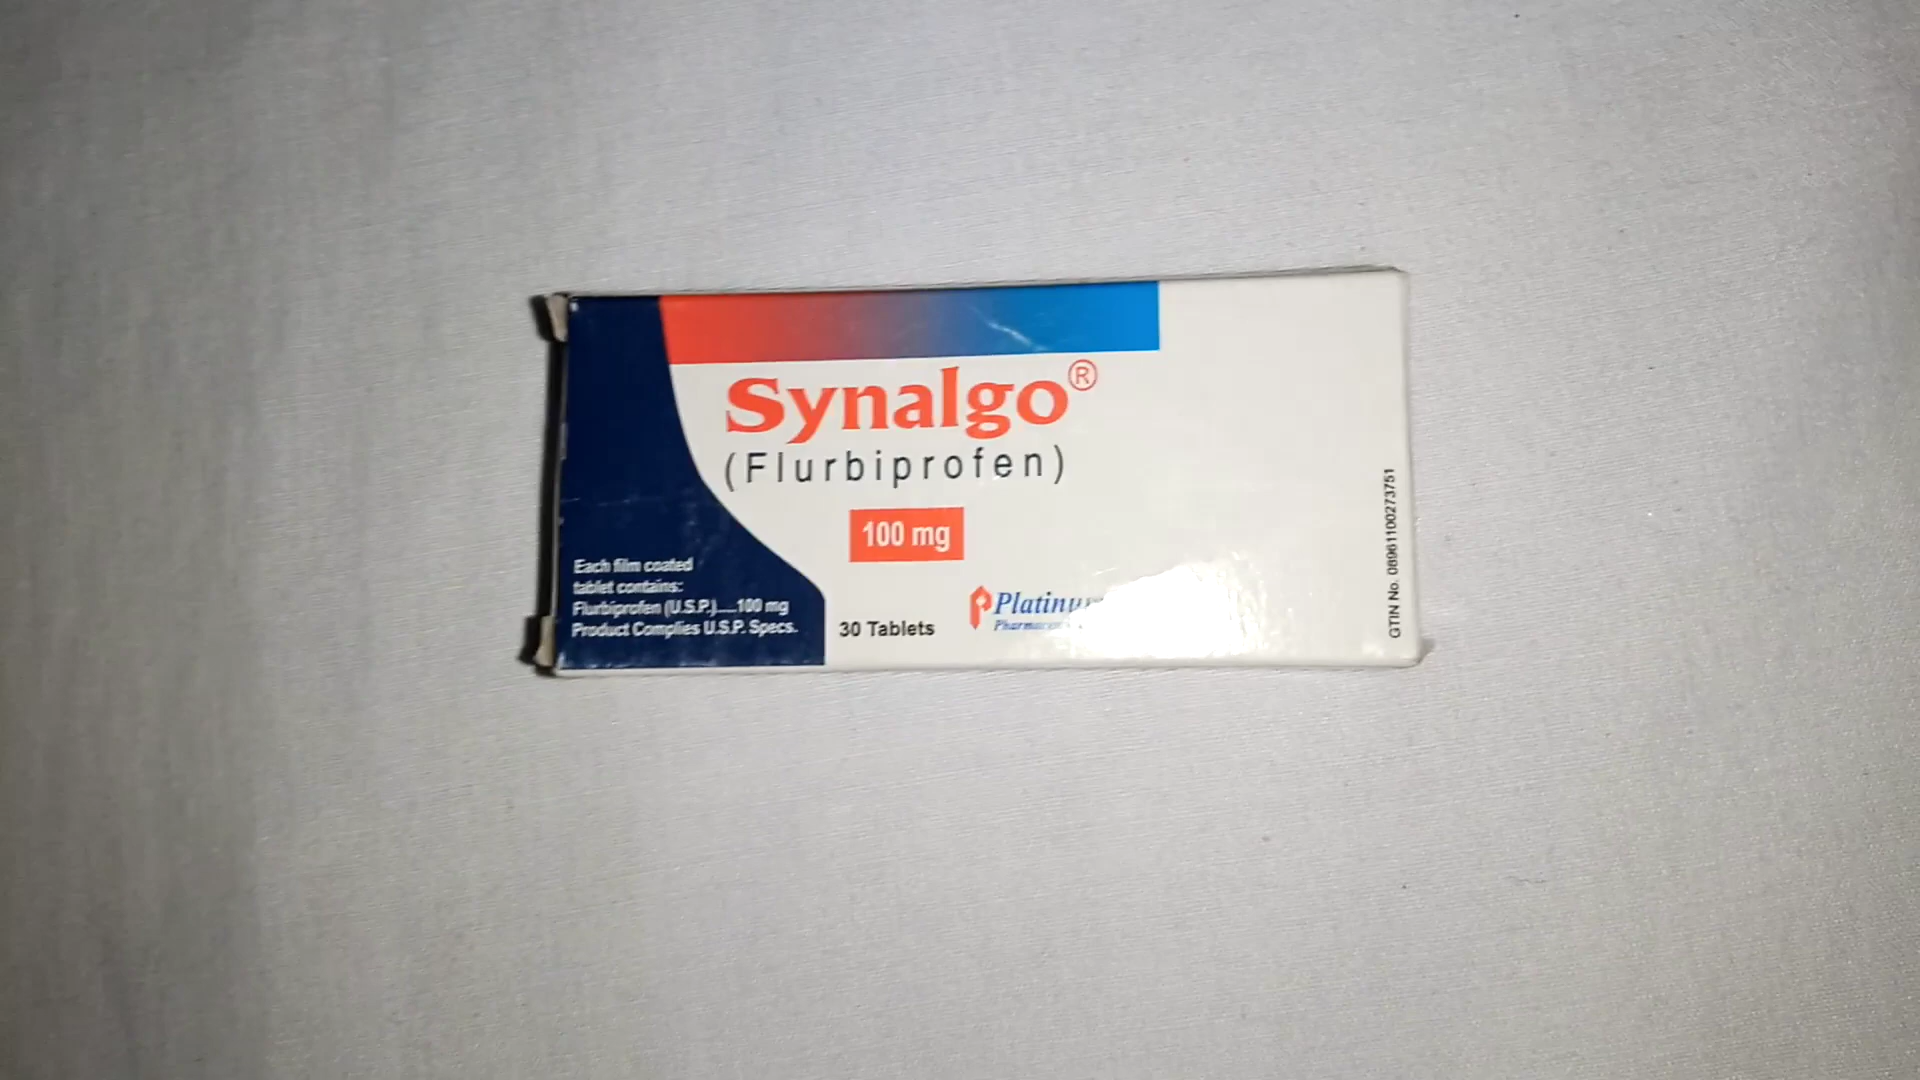 Synalgo®
(Flurbiprofen)
100 mg
Each film coated
tablet contains:
Flurbiprofen (U.S.P.)....100 mg
Product Complies U.S.P. Specs.
30 Tablets
GTIN No. 08961100273751